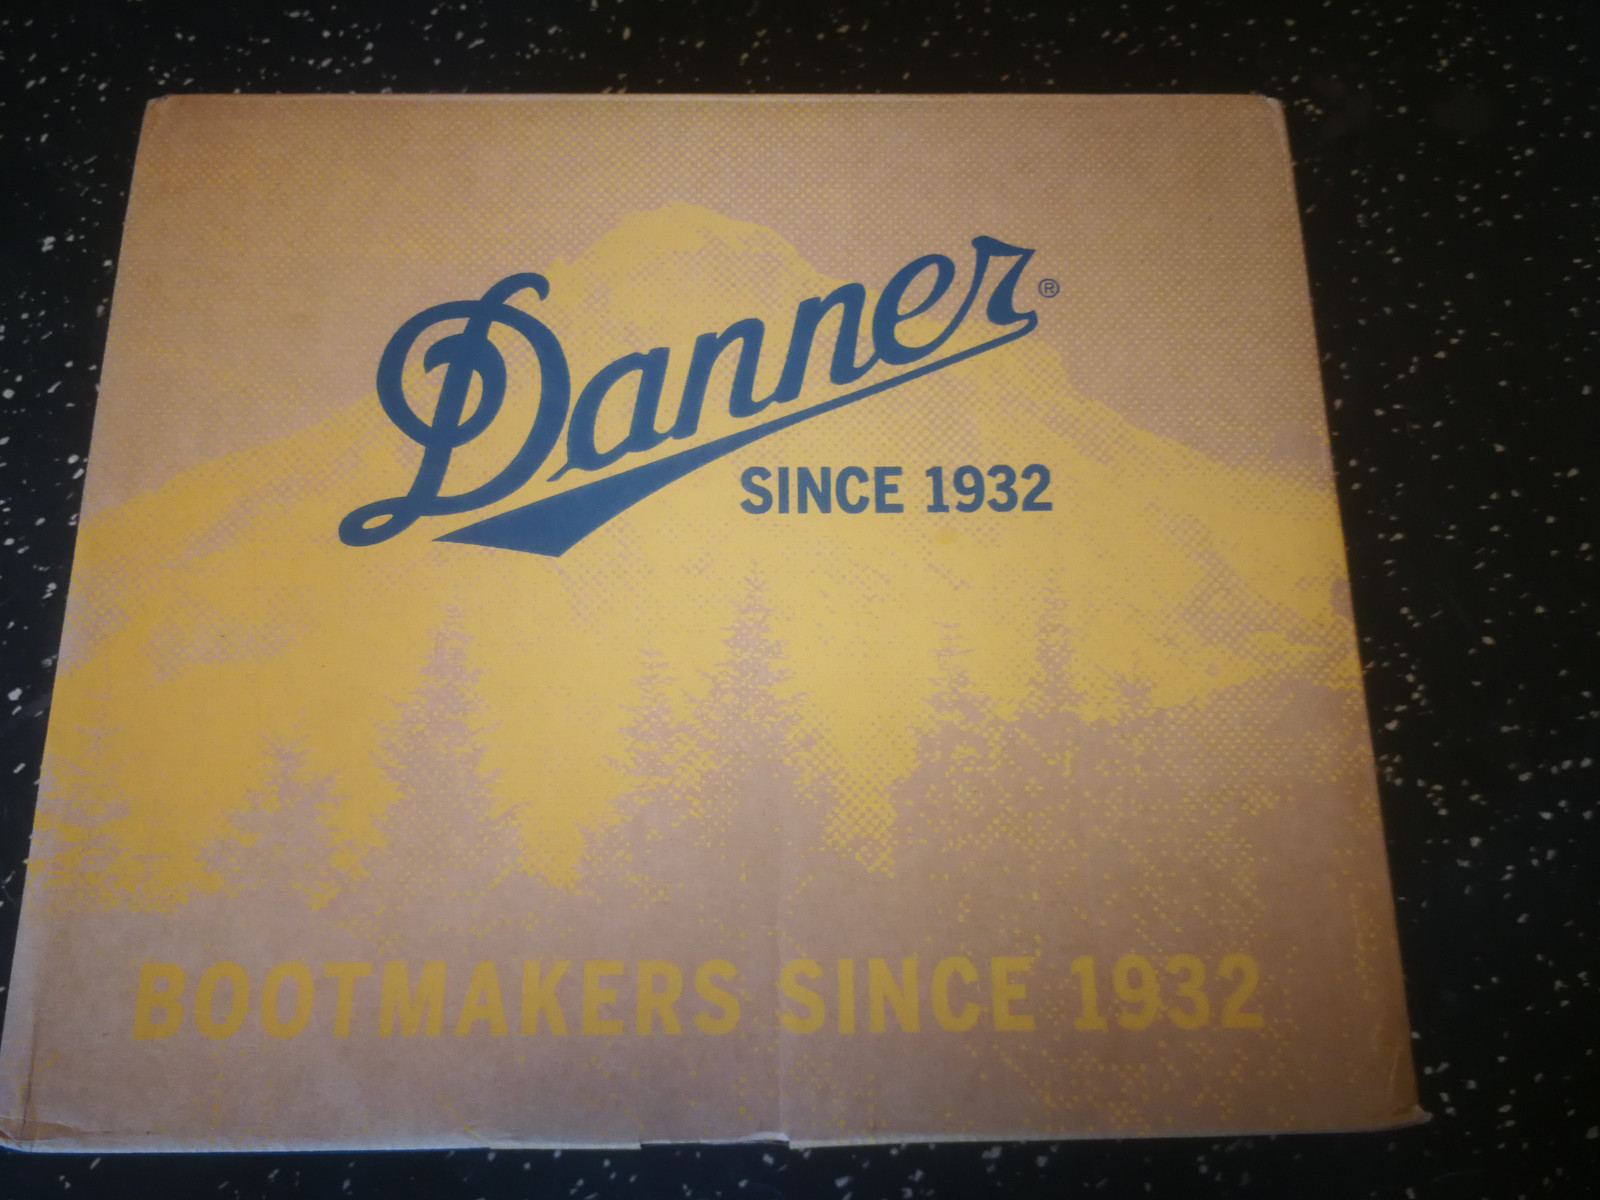 Danner®
SINCE 1932
BOOTMAKERS SINCE 1932